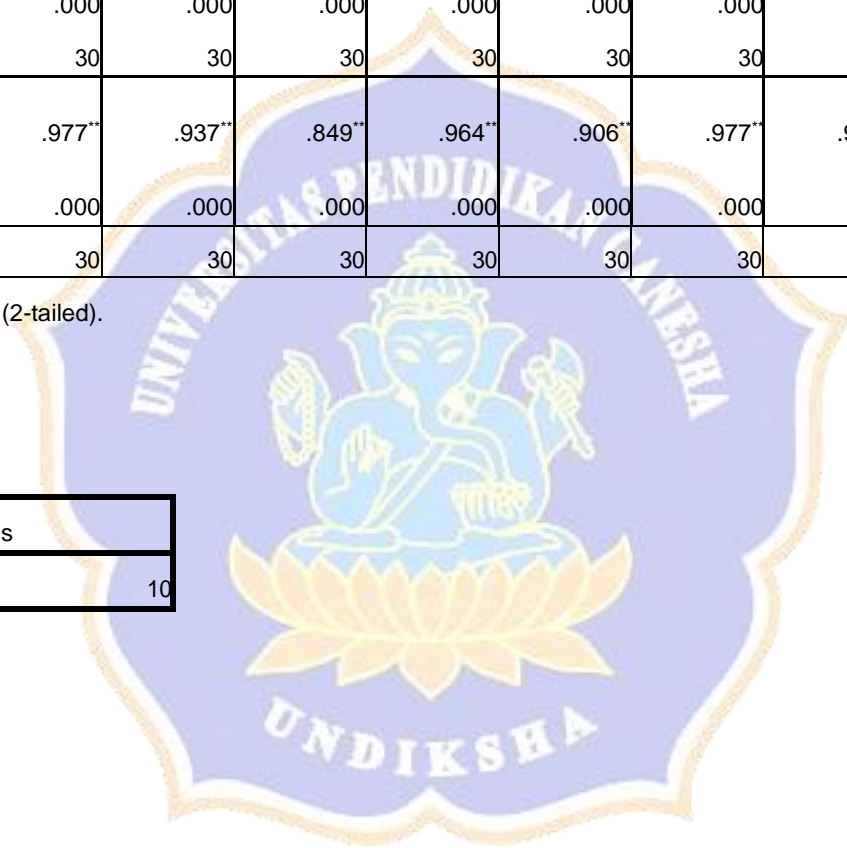 .000 .000 .000 .000 .000 .000
30 30 30 30 30 30
.977** .937** .849** .964** .906** .977**
.000 .000 .000 .000 .000 .000
30 30 30 30 30 30
(2-tailed).
UNIVERSITAS PENDIDIKAN GANESHA
s
10
UNDIKSHA